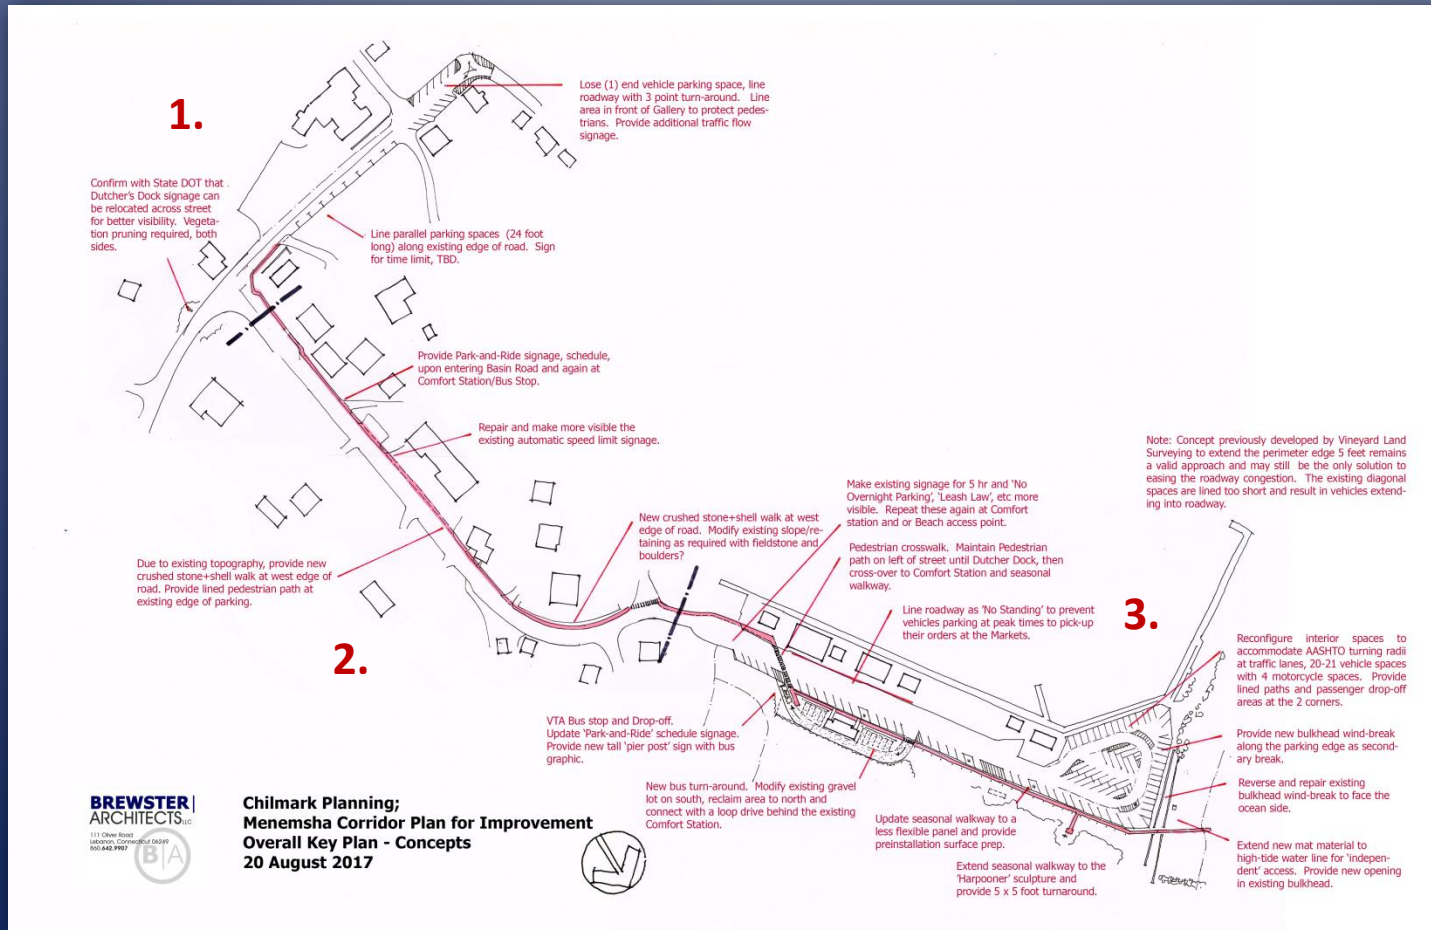 1.
Lose (1) end vehicle parking space, line
roadway with 3 point turn-around. Line
area in front of Gallery to protect pedes-
trians. Provide additional traffic flow
signage.
Confirm with State DOT that
Dutcher's Dock signage can
be relocated across street
for better visibility. Vegeta-
tion pruning required, both
sides.
Line parallel parking spaces (24 foot
long) along existing edge of road. Sign
for time limit, TBD.
Provide Park-and-Ride signage, schedule,
upon entering Basin Road and again at
Comfort Station/Bus Stop.
Repair and make more visible the
existing automatic speed limit signage.
Note: Concept previously developed by Vineyard Land
Surveying to extend the perimeter edge 5 feet remains
a valid approach and may still be the only solution to
easing the roadway congestion. The existing diagonal
spaces are lined too short and result in vehicles extend-
ing into roadway.
Make existing signage for 5 hr and 'No
Overnight Parking', 'Leash Law', etc more
visible. Repeat these again at Comfort
station and or Beach access point.
New crushed stone+shell walk at west
edge of road. Modify existing slope/re-
taining as required with fieldstone and
boulders?
Pedestrian crosswalk. Maintain Pedestrian
path on left of street until Dutcher Dock, then
cross-over to Comfort Station and seasonal
walkway.
Due to existing topography, provide new
crushed stone+shell walk at west edge of
road. Provide lined pedestrian path at
existing edge of parking.
Line roadway as 'No Standing' to prevent
vehicles parking at peak times to pick-up
their orders at the Markets.
3.
2.
Reconfigure interior spaces to
accommodate AASHTO turning radii
at traffic lanes, 20-21 vehicle spaces
with 4 motorcycle spaces. Provide
lined paths and passenger drop-off
areas at the 2 corners.
VTA Bus stop and Drop-off.
Update 'Park-and-Ride' schedule signage.
Provide new tall 'pier post' sign with bus
graphic.
Provide new bulkhead wind-break
along the parking edge as second-
ary break.
New bus turn-around. Modify existing gravel
lot on south, reclaim area to north and
connect with a loop drive behind the existing
Comfort Station.
Reverse and repair existing
bulkhead wind-break to face the
ocean side.
Update seasonal walkway to a
less flexible panel and provide
preinstallation surface prep.
Extend new mat material to
high-tide water line for 'indepen-
dent' access. Provide new opening
in existing bulkhead.
Extend seasonal walkway to the
'Harpooner' sculpture and
provide 5 x 5 foot turnaround.
BREWSTER
ARCHITECTS LLC
111 Oliver Road
Lebanon, Connecticut 06249
860.642.9907
B A
Chilmark Planning;
Menemsha Corridor Plan for Improvement
Overall Key Plan - Concepts
20 August 2017